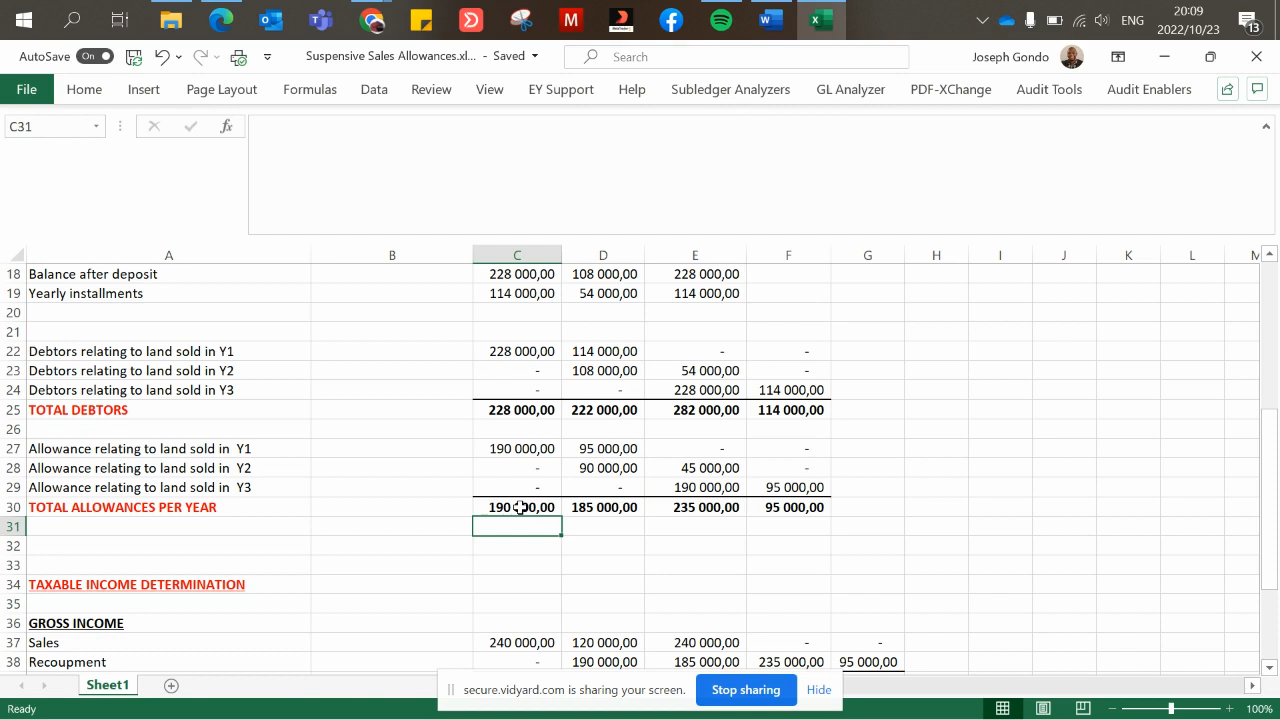 20:09
ENG
2022/10/23
13
AutoSave On Suspensive Sales Allowances.xl... - Saved Search Joseph Gondo
File Home Insert Page Layout Formulas Data Review View EY Support Help Subledger Analyzers GL Analyzer PDF-XChange Audit Tools Audit Enablers
C31 fx
A B C D E F G H I J K L M
18 Balance after deposit 228 000,00 108 000,00 228 000,00
19 Yearly installments 114 000,00 54 000,00 114 000,00
20
21
22 Debtors relating to land sold in Y1 228 000,00 114 000,00 - -
23 Debtors relating to land sold in Y2 - 108 000,00 54 000,00 -
24 Debtors relating to land sold in Y3 - - 228 000,00 114 000,00
25 TOTAL DEBTORS 228 000,00 222 000,00 282 000,00 114 000,00
26
27 Allowance relating to land sold in Y1 190 000,00 95 000,00 - -
28 Allowance relating to land sold in Y2 - 90 000,00 45 000,00 -
29 Allowance relating to land sold in Y3 - - 190 000,00 95 000,00
30 TOTAL ALLOWANCES PER YEAR 190 000,00 185 000,00 235 000,00 95 000,00
31
32
33
34 TAXABLE INCOME DETERMINATION
35
36 GROSS INCOME
37 Sales 240 000,00 120 000,00 240 000,00 - -
38 Recoupment - 190 000,00 185 000,00 235 000,00 95 000,00
Sheet1
secure.vidyard.com is sharing your screen. Stop sharing Hide
Ready 100%